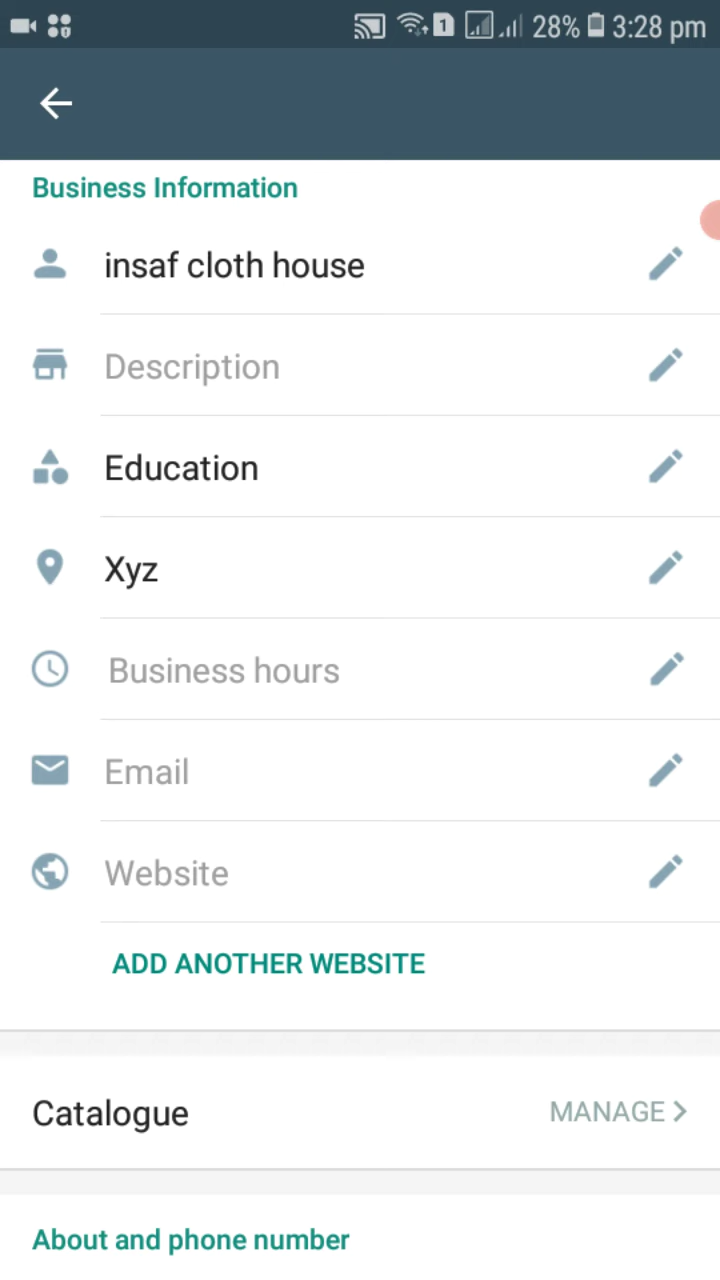 1 28% 3:28 pm
Business Information
insaf cloth house
Description
Education
Xyz
Business hours
Email
Website
ADD ANOTHER WEBSITE
Catalogue MANAGE
About and phone number